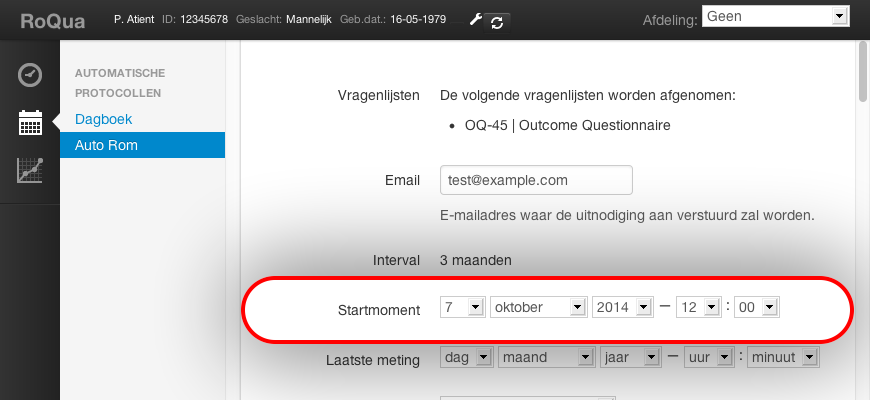 RoQua P. Atient ID: 12345678 Geslacht: Mannelijk Geb.dat.: 16-05-1979 Afdeling: Geen
AUTOMATISCHE
PROTOCOLLEN
Dagboek
Auto Rom
Vragenlijsten De volgende vragenlijsten worden afgenomen:
• OQ-45 | Outcome Questionnaire
Email test@example.com
E-mailadres waar de uitnodiging aan verstuurd zal worden.
Interval 3 maanden
Startmoment 7 oktober 2014 – 12 : 00
Laatste meting dag maand jaar – uur : minuut